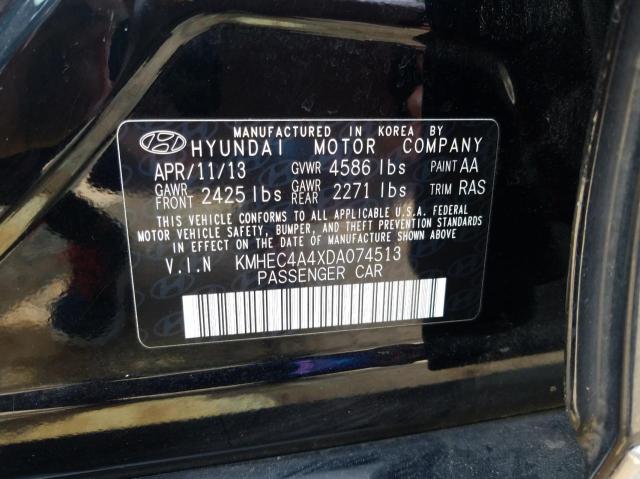 MANUFACTURED IN KOREA BY
HYUNDAI MOTOR COMPANY
APR/11/13 GVWR 4586 lbs PAINT AA
GAWR FRONT 2425 lbs GAWR REAR 2271 lbs TRIM RAS
THIS VEHICLE CONFORMS TO ALL APPLICABLE U.S.A. FEDERAL
MOTOR VEHICLE SAFETY, BUMPER, AND THEFT PREVENTION STANDARDS
IN EFFECT ON THE DATE OF MANUFACTURE SHOWN ABOVE
V.I.N KMHEC4A4XDA074513
PASSENGER CAR